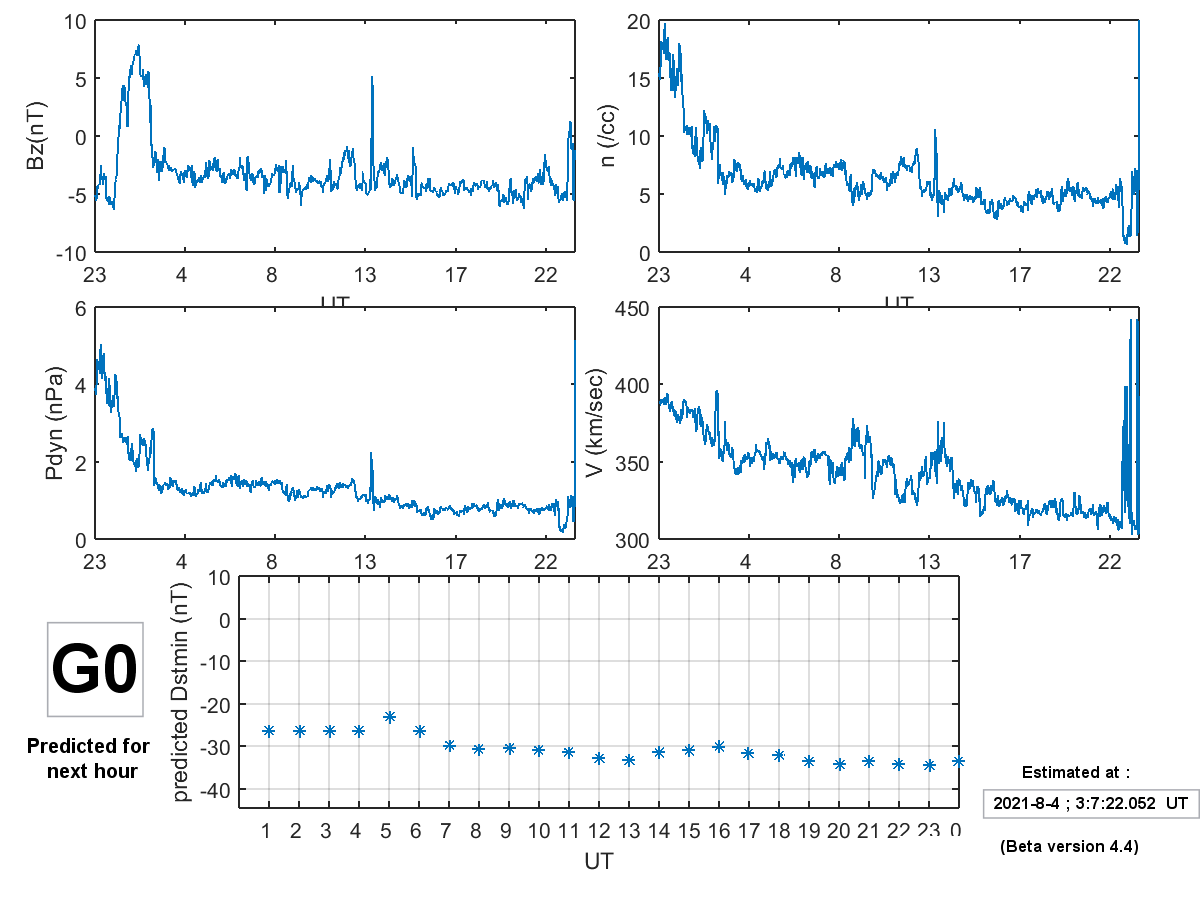 10
5
0
-5
-10
Bz(nT)
23 4 8 13 17 22
UT
20
15
10
5
0
n (/cc)
23 4 8 13 17 22
UT
6
4
2
0
Pdyn (nPa)
23 4 8 13 17 22
450
400
350
300
V (km/sec)
23 4 8 13 17 22
G0
Predicted for
next hour
10
0
-10
-20
-30
-40
predicted Dstmin (nT)
1 2 3 4 5 6 7 8 9 10 11 12 13 14 15 16 17 18 19 20 21 22 23 0
UT
Estimated at :
2021-8-4 ; 3:7:22.052 UT
(Beta version 4.4)